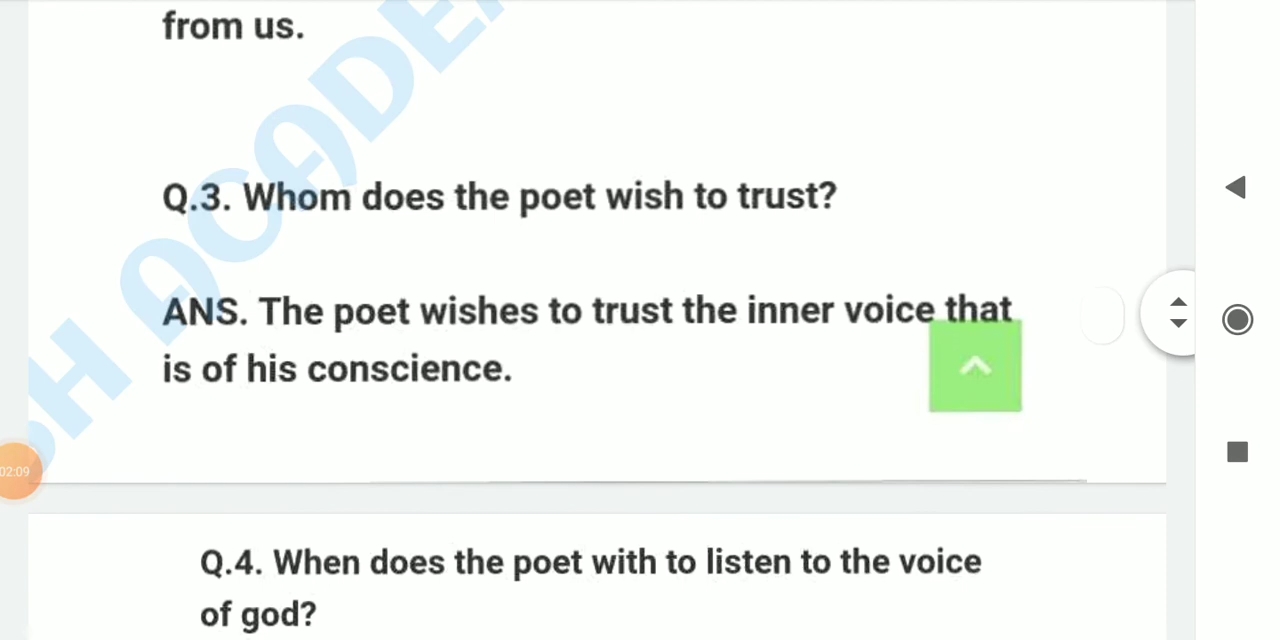 from us.
Q.3. Whom does the poet wish to trust?
ANS. The poet wishes to trust the inner voice that
is of his conscience.
02:09
Q.4. When does the poet with to listen to the voice
of god?